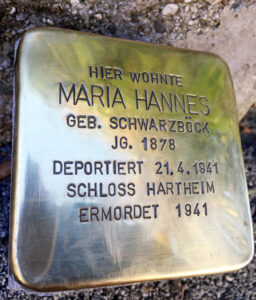 HIER WOHNTE
MARIA HANNES
GEB. SCHWARZBÖCK
JG. 1878
DEPORTIERT 21.4.1941
SCHLOSS HARTHEIM
ERMORDET 1941